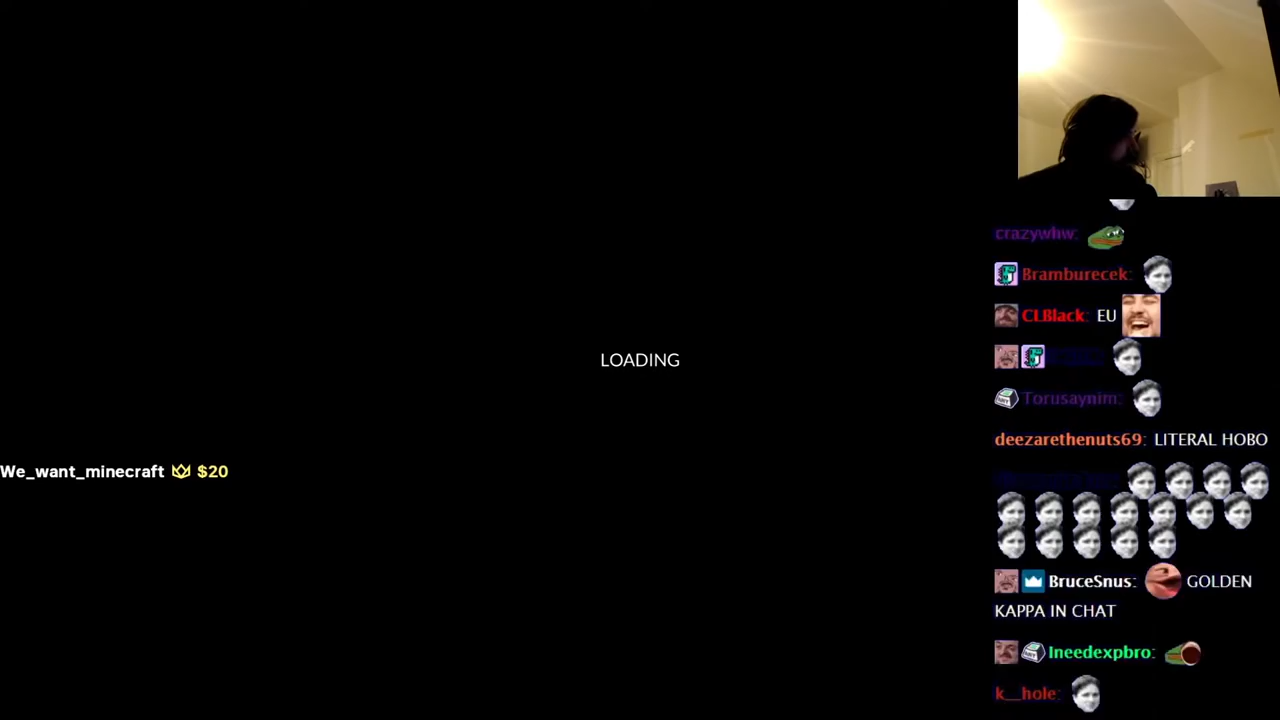 crazywhw:
Bramburecek:
CLBlack: EU
Torusaynim:
LOADING
deezarethenuts69: LITERAL HOBO
We_want_minecraft $20
BruceSnus: GOLDEN
KAPPA IN CHAT
Ineedexpbro:
k__hole: